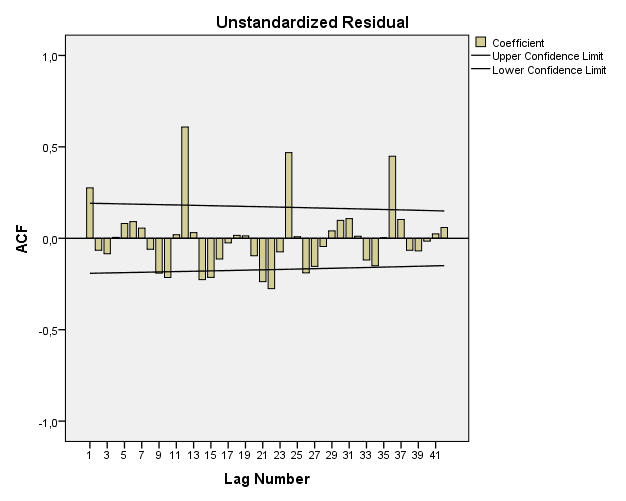 Unstandardized Residual
Coefficient
Upper Confidence Limit
Lower Confidence Limit
1,0
0,5
0,0
-0,5
-1,0
ACF
1 3 5 7 9 11 13 15 17 19 21 23 25 27 29 31 33 35 37 39 41
Lag Number